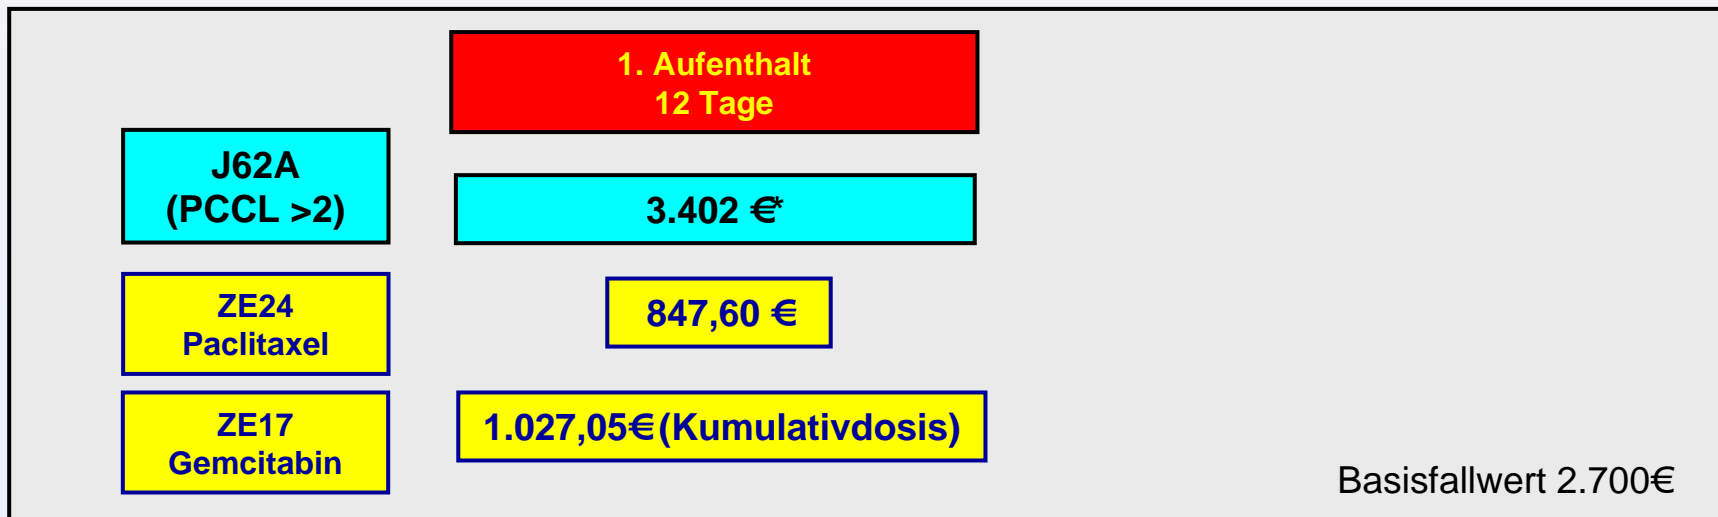 1. Aufenthalt
12 Tage
J62A
(PCCL >2)
3.402 €*
ZE24
Paclitaxel
847,60 €
ZE17
Gemcitabin
1.027,05€(Kumulativdosis)
Basisfallwert 2.700€